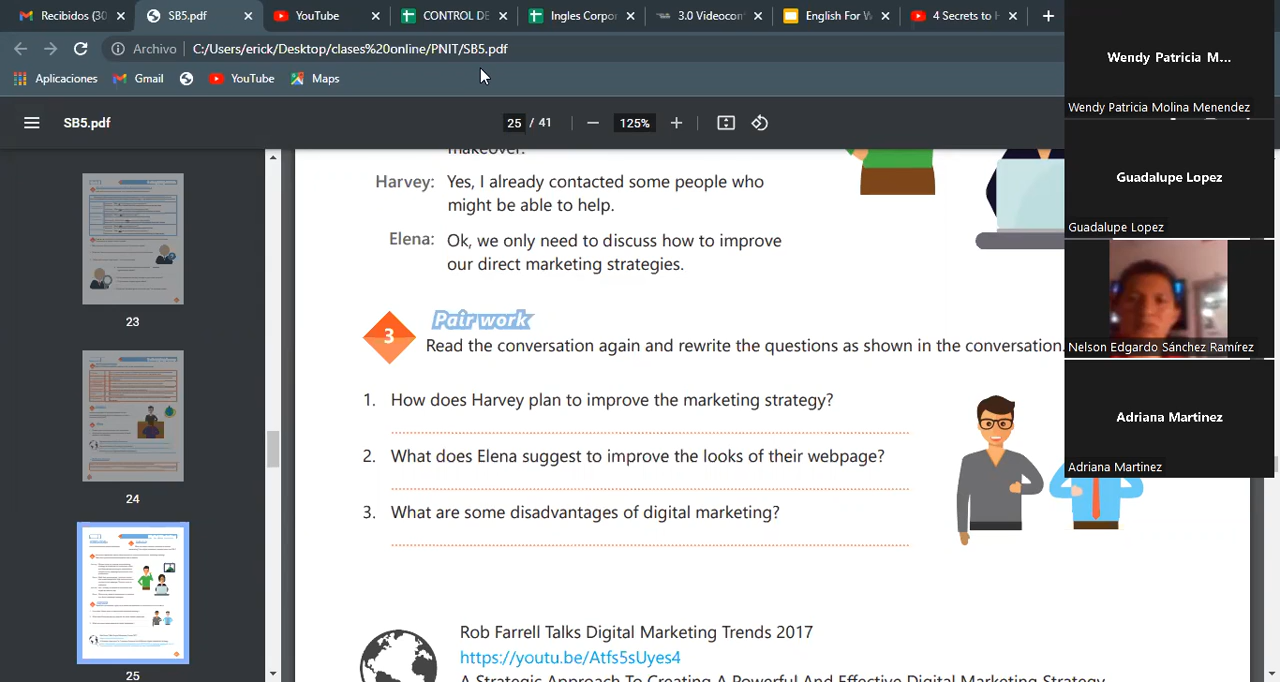 Recibidos (30
SB5.pdf
YouTube
CONTROL DE
Ingles Corpor
3.0 Videocon
English For W
4 Secrets to H
Archivo
C:/Users/erick/Desktop/clases%20online/PNIT/SB5.pdf
Aplicaciones
Gmail
YouTube
Maps
SB5.pdf
25 / 41
125%
23
24
25
makeover.
Harvey: Yes, I already contacted some people who
might be able to help.
Elena: Ok, we only need to discuss how to improve
our direct marketing strategies.
3
Pair work
Read the conversation again and rewrite the questions as shown in the conversation.
1. How does Harvey plan to improve the marketing strategy?
2. What does Elena suggest to improve the looks of their webpage?
3. What are some disadvantages of digital marketing?
Rob Farrell Talks Digital Marketing Trends 2017
https://youtu.be/Atfs5sUyes4
A Strategic Approach To Creating A Powerful And Effective Digital Marketing Strategy
Wendy Patricia M...
Wendy Patricia Molina Menendez
Guadalupe Lopez
Guadalupe Lopez
Nelson Edgardo Sánchez Ramírez
Adriana Martinez
Adriana Martinez